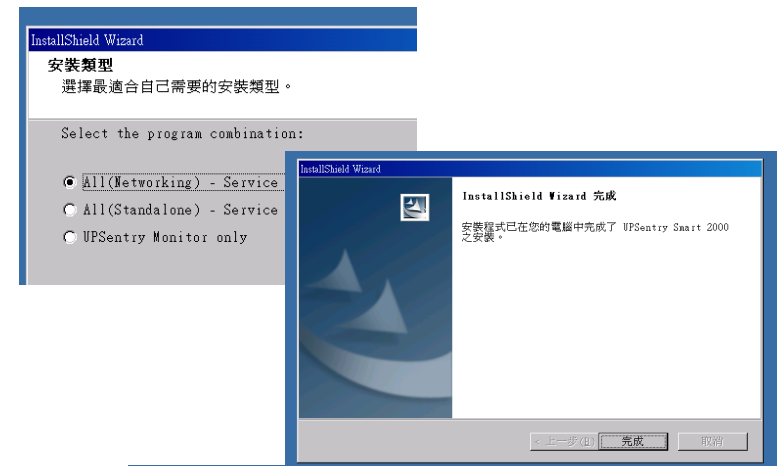 InstallShield Wizard
安裝類型
選擇最適合自己需要的安裝類型。
Select the program combination:
All(Networking) - Service
All(Standalone) - Service
UPSentry Monitor only
InstallShield Wizard
InstallShield Wizard 完成
安裝程式已在您的電腦中完成了 UPSentry Smart 2000
之安裝。
< 上一步(B)
完成
取消